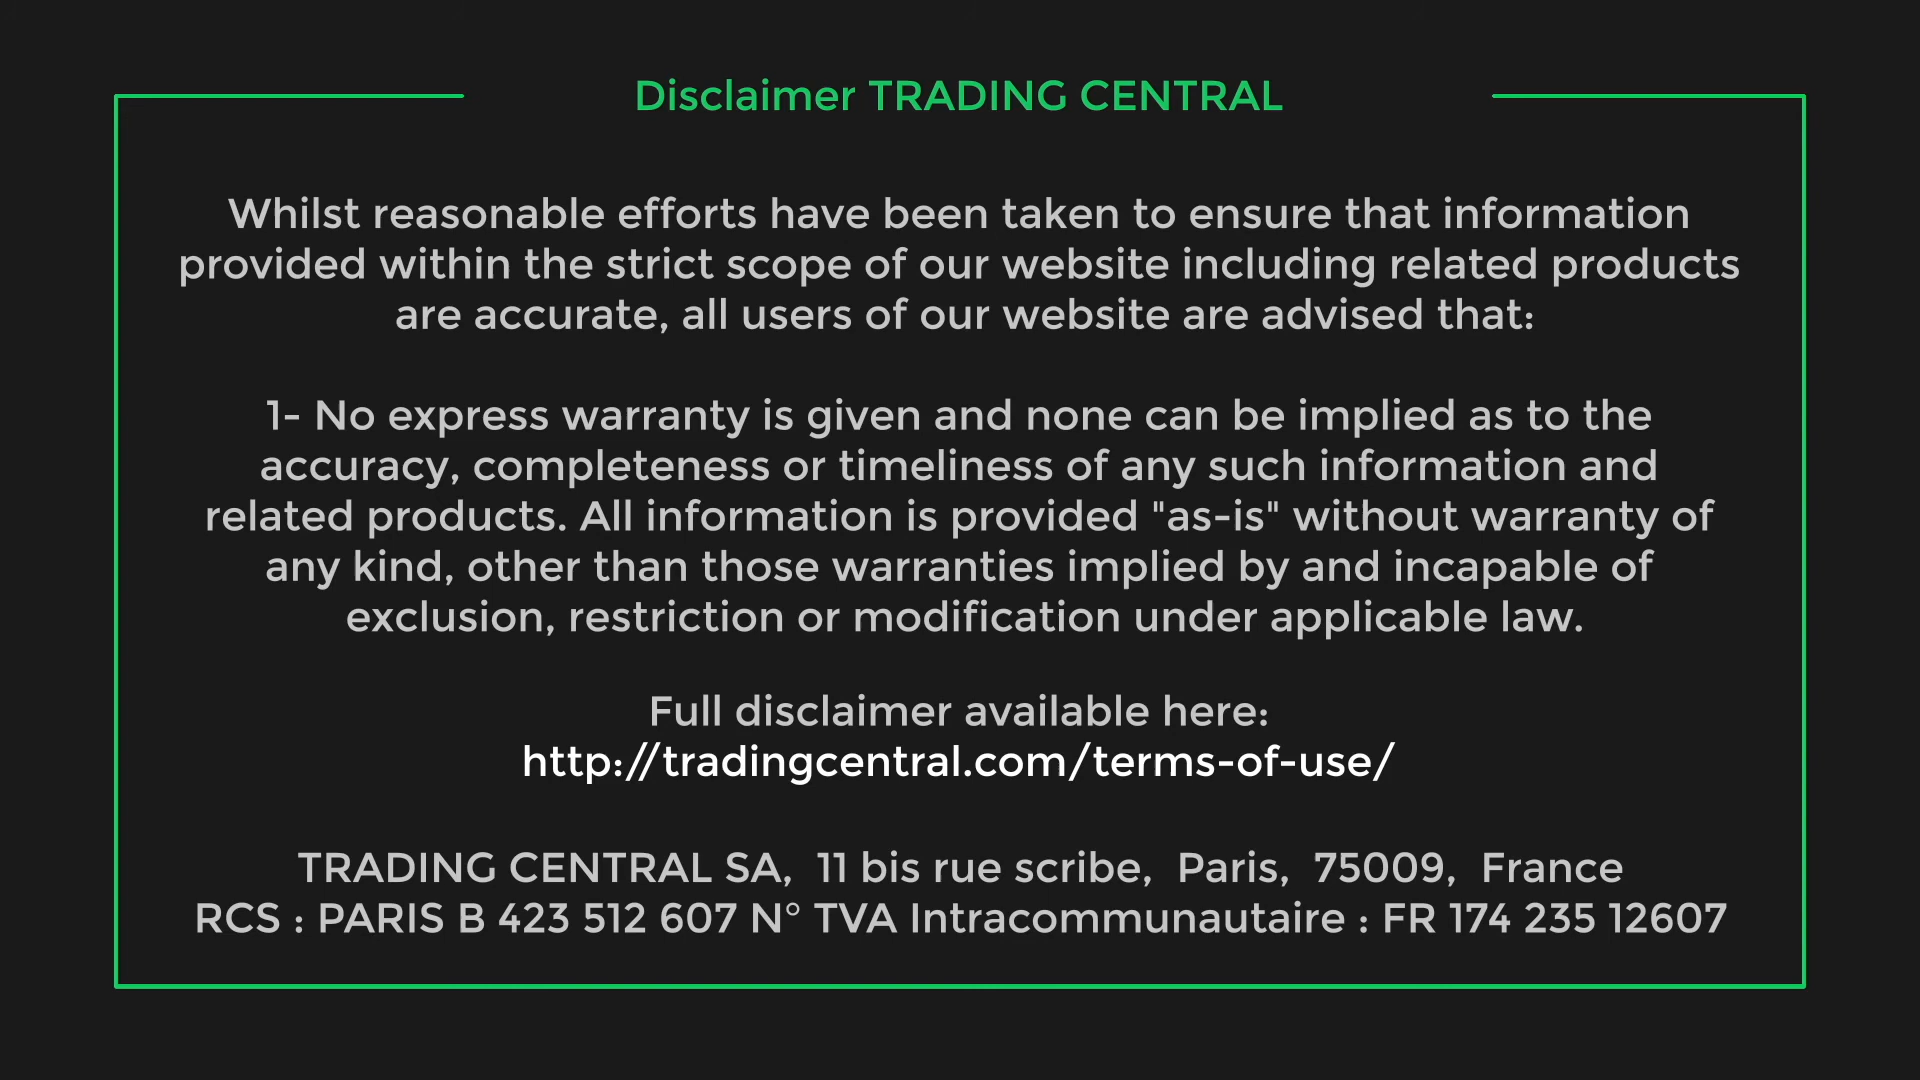 Disclaimer TRADING CENTRAL
Whilst reasonable efforts have been taken to ensure that information
provided within the strict scope of our website including related products
are accurate, all users of our website are advised that:
1- No express warranty is given and none can be implied as to the
accuracy, completeness or timeliness of any such information and
related products. All information is provided "as-is" without warranty of
any kind, other than those warranties implied by and incapable of
exclusion, restriction or modification under applicable law.
Full disclaimer available here:
http://tradingcentral.com/terms-of-use/
TRADING CENTRAL SA, 11 bis rue scribe, Paris, 75009, France
RCS : PARIS B 423 512 607 N° TVA Intracommunautaire : FR 174 235 12607